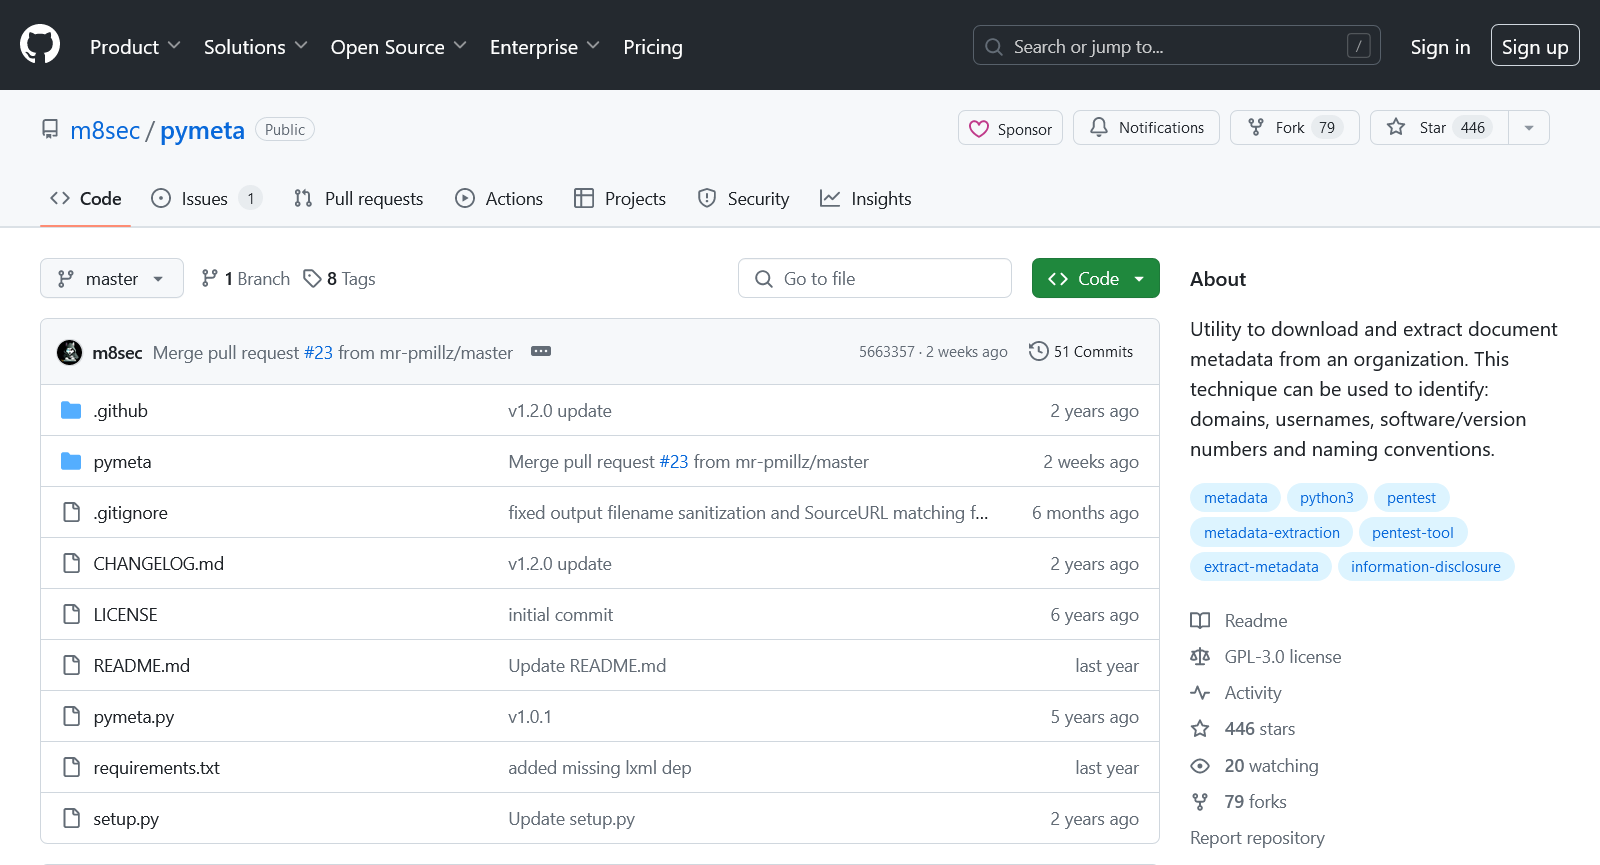 Product Solutions Open Source Enterprise Pricing Search or jump to... / Sign in Sign up
m8sec / pymeta Public Sponsor Notifications Fork 79 Star 446
Code Issues 1 Pull requests Actions Projects Security Insights
master 1 Branch 8 Tags Go to file Code
m8sec Merge pull request #23 from mr-pmillz/master 5663357 · 2 weeks ago 51 Commits
.github v1.2.0 update 2 years ago
pymeta Merge pull request #23 from mr-pmillz/master 2 weeks ago
.gitignore fixed output filename sanitization and SourceURL matching f... 6 months ago
CHANGELOG.md v1.2.0 update 2 years ago
LICENSE initial commit 6 years ago
README.md Update README.md last year
pymeta.py v1.0.1 5 years ago
requirements.txt added missing lxml dep last year
setup.py Update setup.py 2 years ago
About
Utility to download and extract document
metadata from an organization. This
technique can be used to identify:
domains, usernames, software/version
numbers and naming conventions.
metadata python3 pentest
metadata-extraction pentest-tool
extract-metadata information-disclosure
Readme
GPL-3.0 license
Activity
446 stars
20 watching
79 forks
Report repository